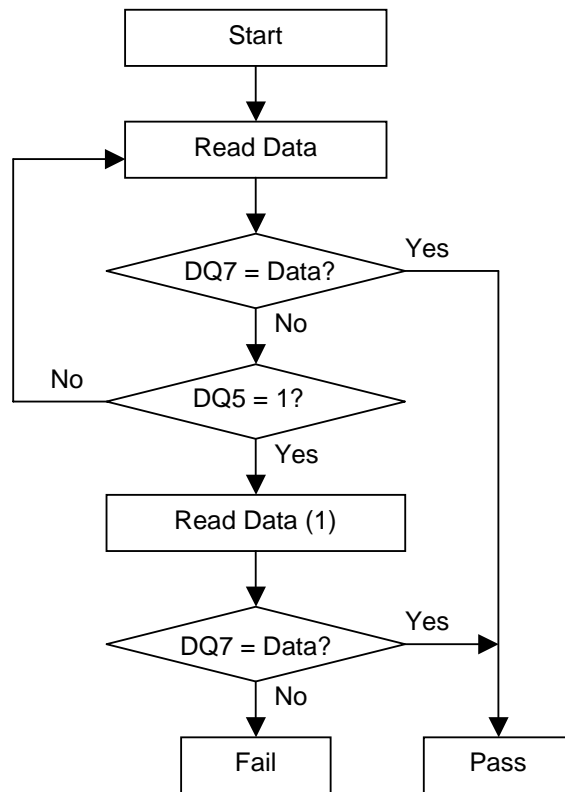 Start
Read Data
Yes
DQ7 = Data?
No
No
DQ5 = 1?
Yes
Read Data (1)
Yes
DQ7 = Data?
No
Fail
Pass